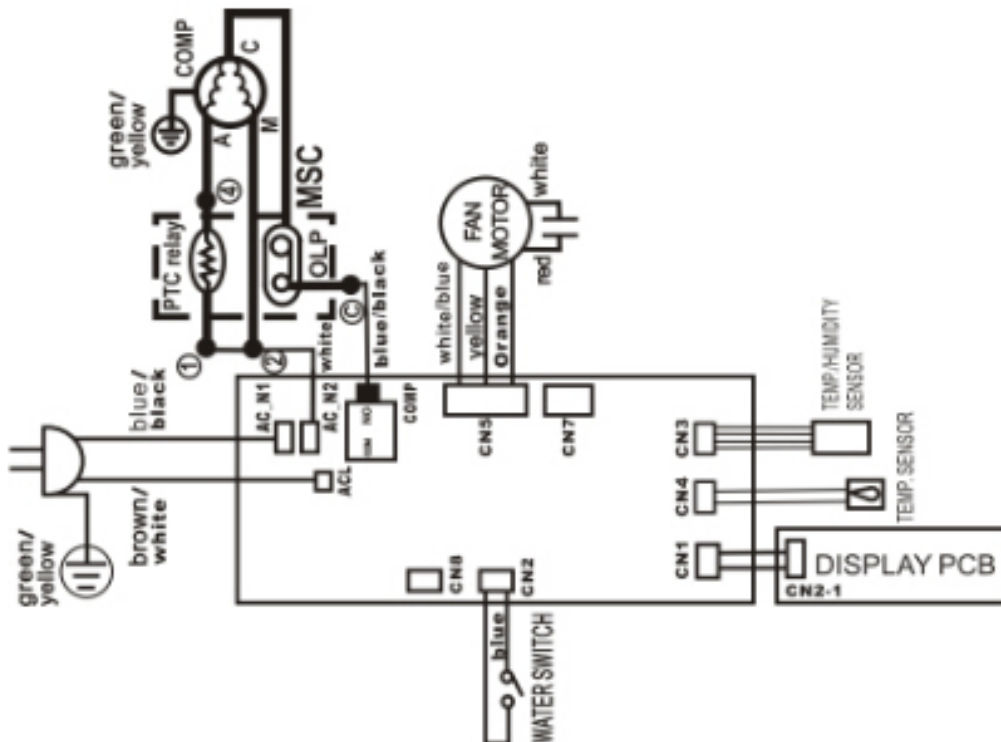 COMP
C
green/
yellow
A
M
④
PTC relay
MSC
OLP
①
②
white
Ⓒ
blue/black
blue/
black
AC_N1
AC_N2
COMP
ACL
brown/
white
green/
yellow
FAN
MOTOR
white
red
white/blue
yellow
Orange
CN5
CN7
CN3
TEMP/HUMIDITY
SENSOR
CN4
TEMP. SENSOR
CN1
CN2-1
DISPLAY PCB
CN8
CN2
blue
WATER SWITCH